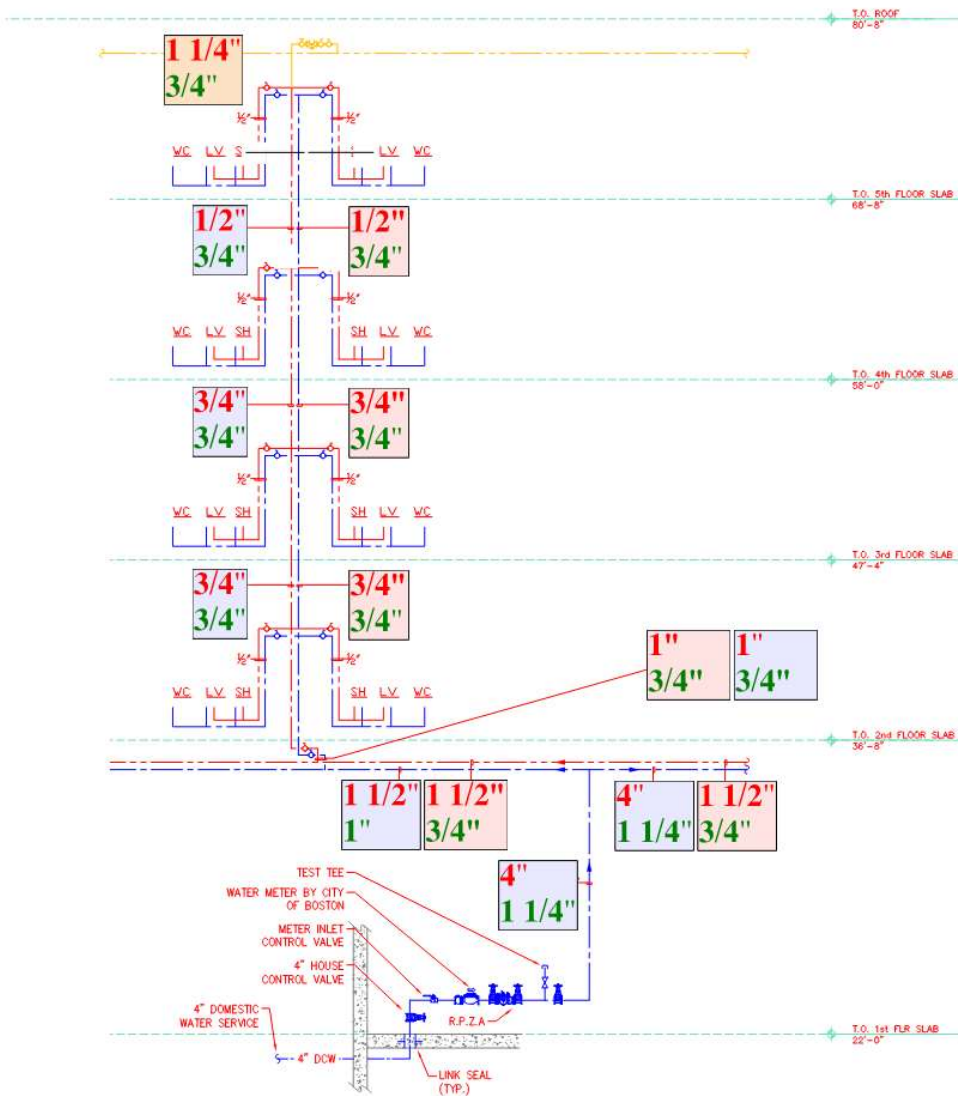 T.O. ROOF
80'-8"
1 1/4"
3/4"
½" ½"
WC LV S LV WC
T.O. 5th FLOOR SLAB
68'-8"
1/2" 1/2"
3/4" 3/4"
½" ½"
WC LV SH SH LV WC
T.O. 4th FLOOR SLAB
58'-0"
3/4" 3/4"
3/4" 3/4"
½" ½"
WC LV SH SH LV WC
T.O. 3rd FLOOR SLAB
47'-4"
3/4" 3/4"
3/4" 3/4"
½" ½"
1" 1"
3/4" 3/4"
WC LV SH SH LV WC
T.O. 2nd FLOOR SLAB
36'-8"
1 1/2" 1 1/2" 4" 1 1/2"
1" 3/4" 1 1/4" 3/4"
4"
1 1/4"
TEST TEE
WATER METER BY CITY
OF BOSTON
METER INLET
CONTROL VALVE
4" HOUSE
CONTROL VALVE
4" DOMESTIC
WATER SERVICE
R.P.Z.A
T.O. 1st FLR SLAB
22'-0"
4" DCW
LINK SEAL
(TYP.)